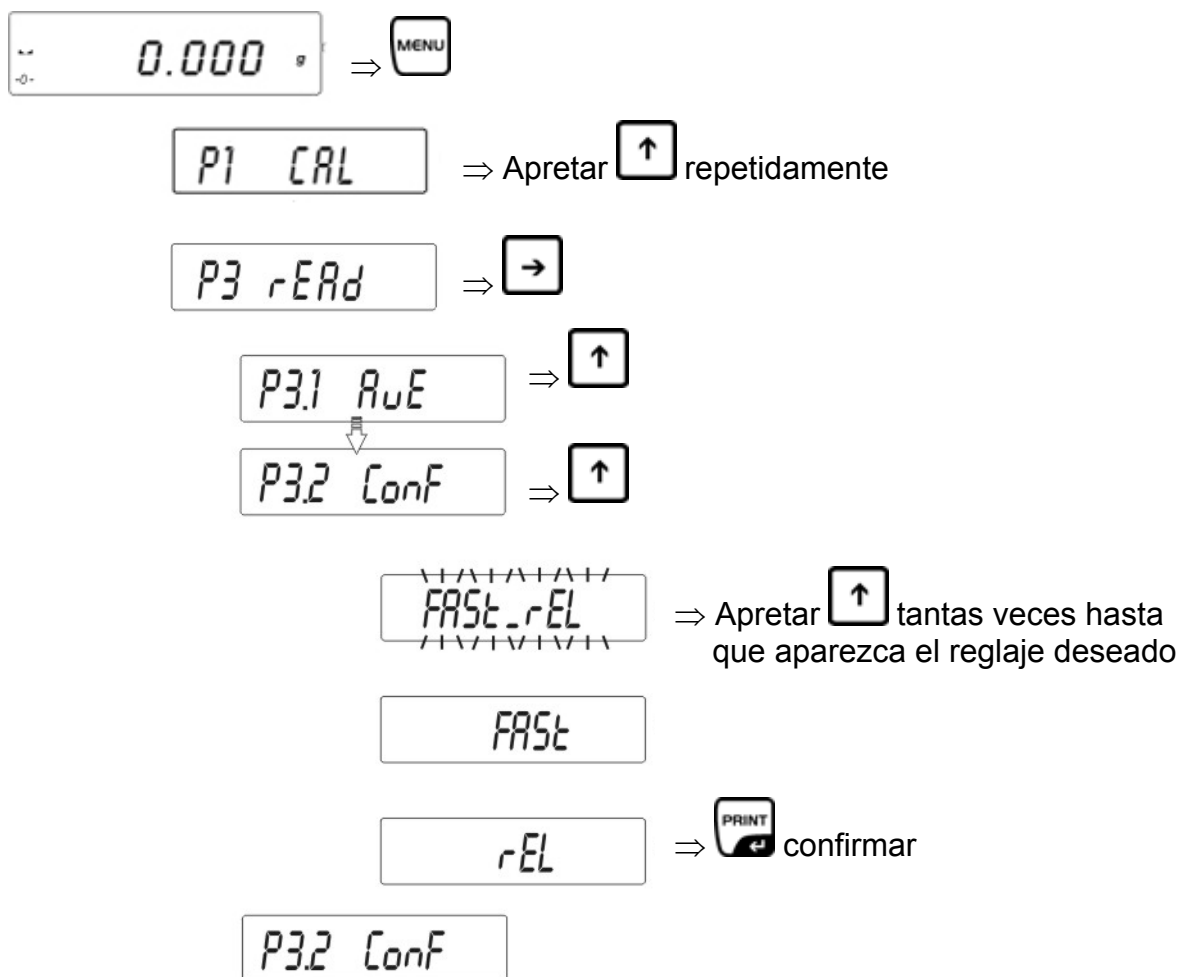 0.000 g
-0-
⇒ MENU
P1 CAL
⇒ Apretar ↑ repetidamente
P3 rEAd
⇒ →
P3.1 AvE
⇒ ↑
P3.2 ConF
⇒ ↑
FASt_rEL
⇒ Apretar ↑ tantas veces hasta
que aparezca el reglaje deseado
FASt
rEL
⇒ PRINT confirmar
P3.2 ConF